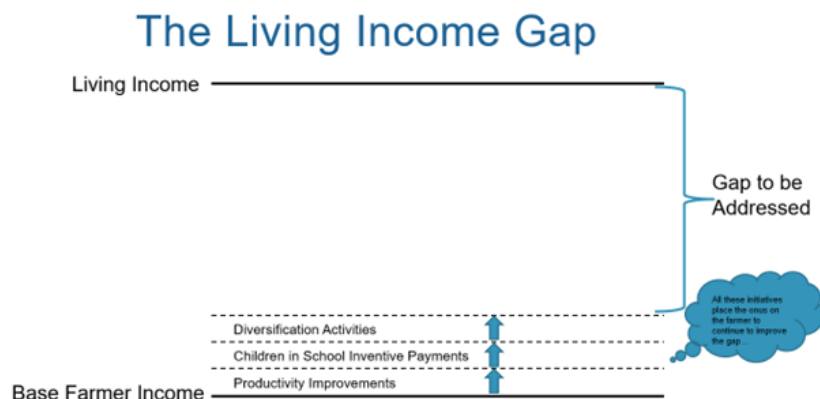 The Living Income Gap
Living Income
Gap to be
Addressed
All these initiatives
place the onus on
the farmer to
continue to improve
the gap...
Diversification Activities
Children in School Inventive Payments
Productivity Improvements
Base Farmer Income